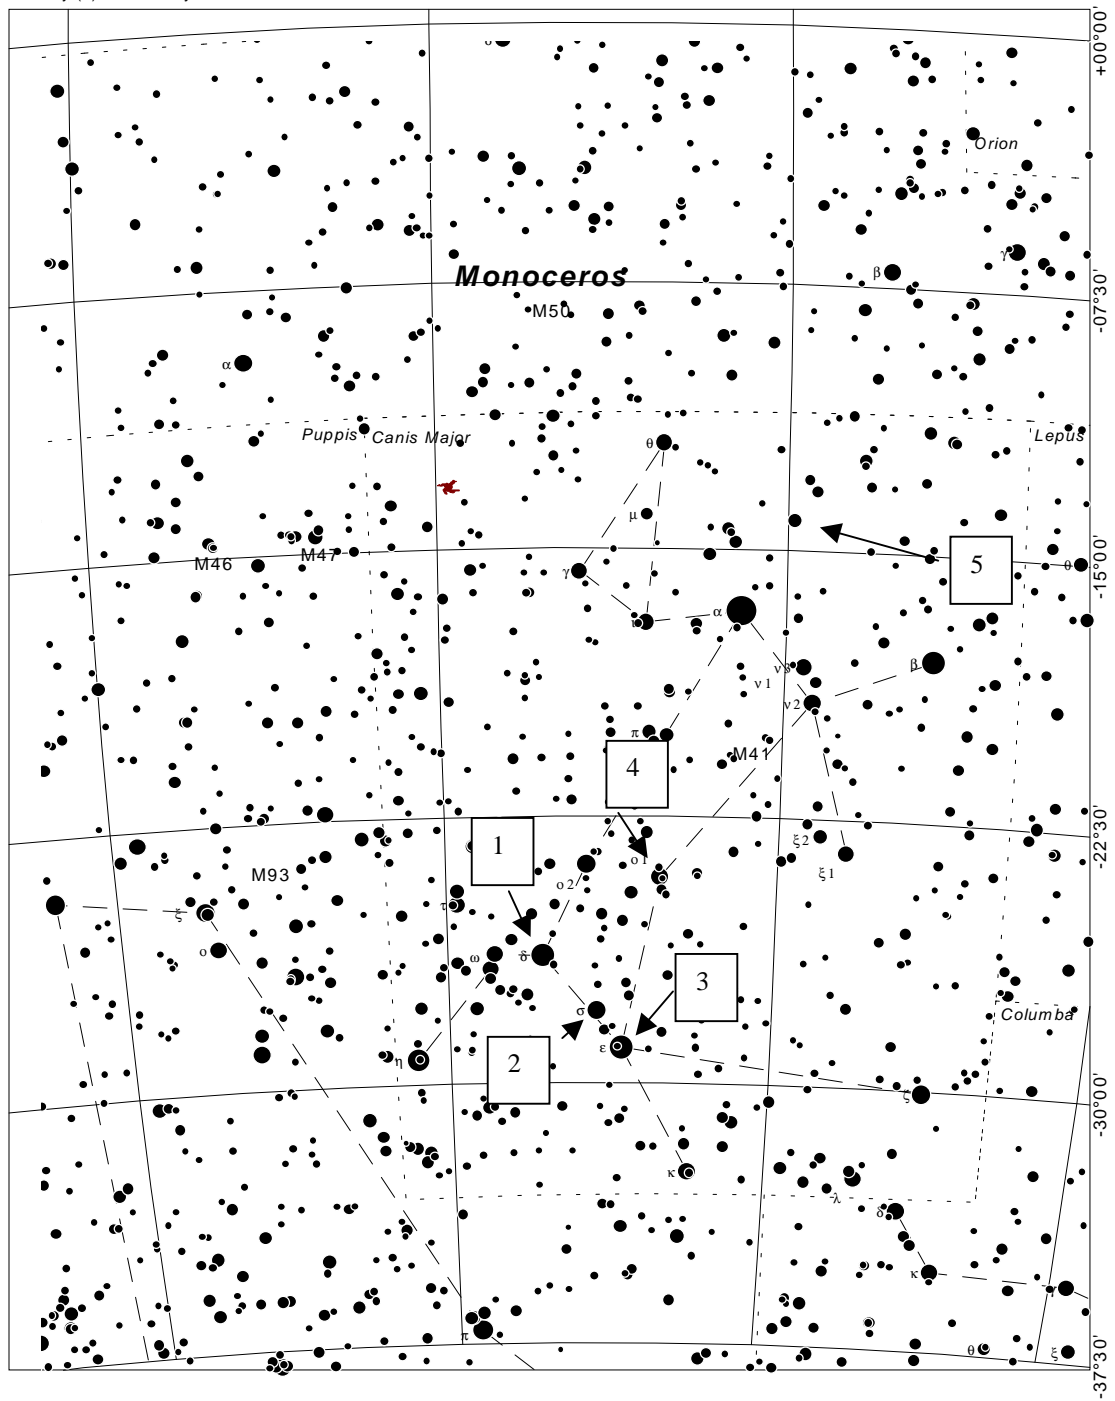 +00°00'
Orion
γ
β
Monoceros
M50
-07°30'
α
Puppis
Canis Major
Lepus
θ
μ
M46
M47
γ
5
θ
-15°00'
ι
α
ν3
ν1
β
ν2
π
M41
4
-22°30'
1
ξ2
ο1
ξ1
M93
ο2
τ
ξ
ο
ω
δ
3
σ
Columba
2
ε
η
ζ
-30°00'
κ
λ
δ
κ
π
θ
ξ
-37°30'